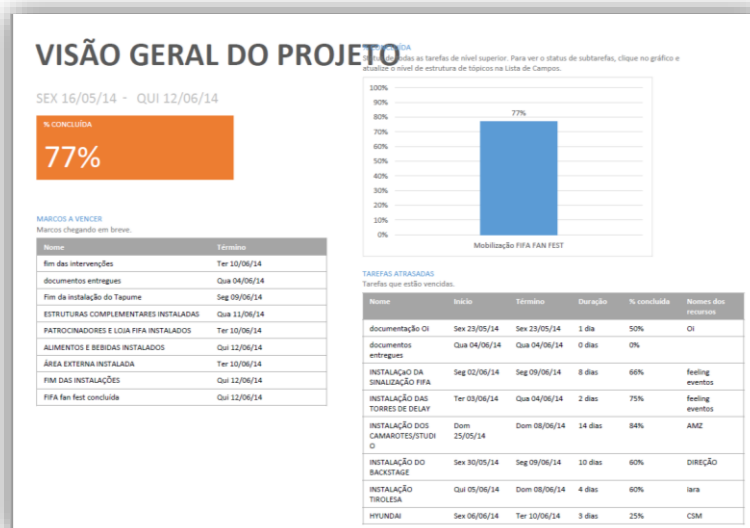 VISÃO GERAL DO PROJETO
SEX 16/05/14 - QUI 12/06/14
% CONCLUÍDA
77%
MARCOS A VENCER
Marcos chegando em breve.
Nome Término
fim das intervenções Ter 10/06/14
documentos entregues Qua 04/06/14
Fim da instalação do Tapume Seg 09/06/14
ESTRUTURAS COMPLEMENTARES INSTALADAS Qua 11/06/14
PATROCINADORES E LOJA FIFA INSTALADOS Ter 10/06/14
ALIMENTOS E BEBIDAS INSTALADOS Qui 12/06/14
ÁREA EXTERNA INSTALADA Ter 10/06/14
FIM DAS INSTALAÇÕES Qui 12/06/14
FIFA fan fest concluída Qui 12/06/14
de todas as tarefas de nível superior. Para ver o status de subtarefas, clique no gráfico e
atualize o nível de estrutura de tópicos na Lista de Campos.
100%
90%
80%
70%
60%
50%
40%
30%
20%
10%
0%
77%
Mobilização FIFA FAN FEST
TAREFAS ATRASADAS
Tarefas que estão vencidas.
Nome Início Término Duração % concluída Nomes dos
recursos
documentação Oi Sex 23/05/14 Sex 23/05/14 1 dia 50% Oi
documentos Qua 04/06/14 Qua 04/06/14 0 dias 0%
entregues
INSTALAÇaO DA Seg 02/06/14 Seg 09/06/14 8 dias 66% feeling
SINALIZAÇÃO FIFA eventos
INSTALAÇÃO DAS Ter 03/06/14 Qua 04/06/14 2 dias 75% feeling
TORRES DE DELAY eventos
INSTALAÇÃO DOS Dom Dom 08/06/14 14 dias 84% AMZ
CAMAROTES/STUDI 25/05/14
O
INSTALAÇÃO DO Sex 30/05/14 Seg 09/06/14 10 dias 60% DIREÇÃO
BACKSTAGE
INSTALAÇÃO Qui 05/06/14 Dom 08/06/14 4 dias 60% Iara
TIROLESA
HYUNDAI Sex 06/06/14 Ter 10/06/14 3 dias 25% CSM